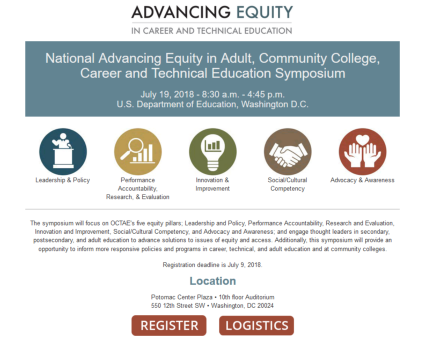 ADVANCING EQUITY
IN CAREER AND TECHNICAL EDUCATION
National Advancing Equity in Adult, Community College,
Career and Technical Education Symposium
July 19, 2018 - 8:30 a.m. - 4:45 p.m.
U.S. Department of Education, Washington D.C.
Leadership & Policy
Performance
Accountability,
Research, & Evaluation
Innovation &
Improvement
Social/Cultural
Competency
Advocacy & Awareness
The symposium will focus on OCTAE's five equity pillars; Leadership and Policy, Performance Accountability, Research and Evaluation,
Innovation and Improvement, Social/Cultural Competency, and Advocacy and Awareness; and engage thought leaders in secondary,
postsecondary, and adult education to advance solutions to issues of equity and access. Additionally, this symposium will provide an
opportunity to inform more responsive policies and programs in career, technical, and adult education and at community colleges.
Registration deadline is July 9, 2018.
Location
Potomac Center Plaza • 10th floor Auditorium
550 12th Street SW • Washington, DC 20024
REGISTER
LOGISTICS